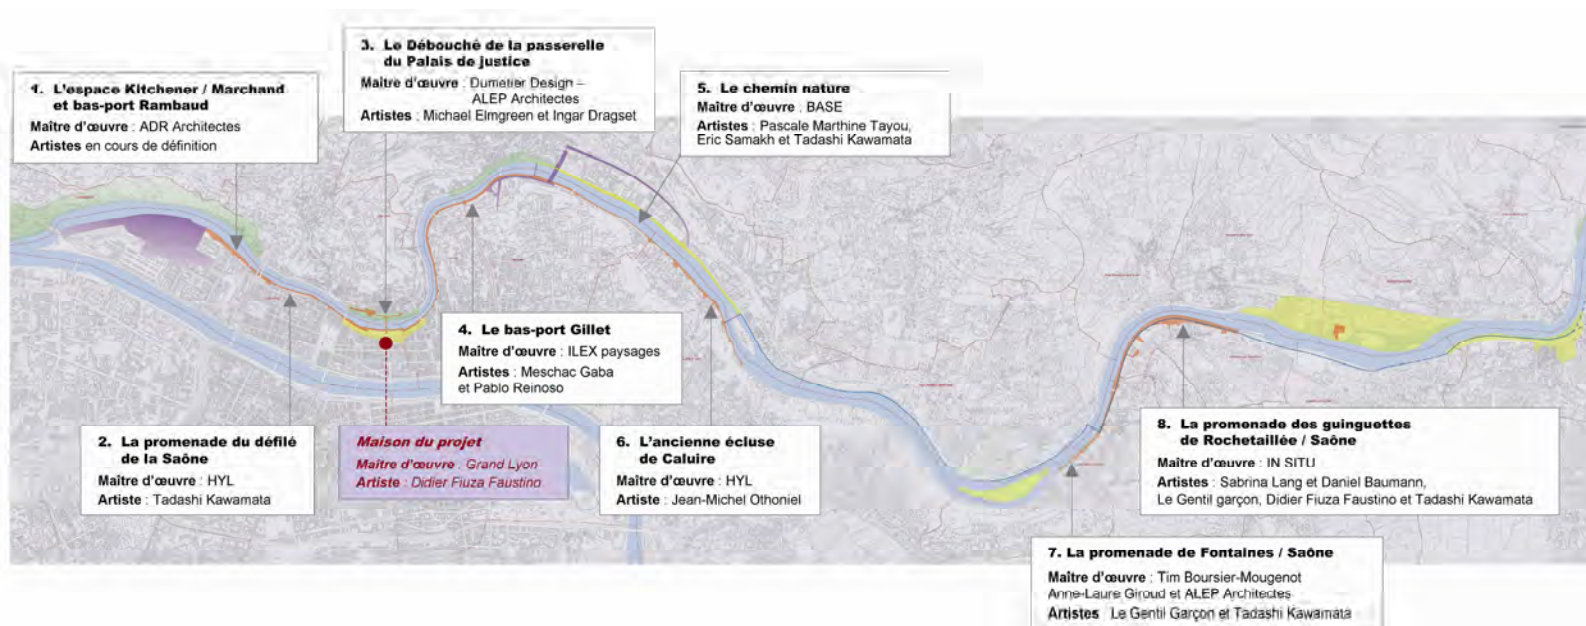 1. L'espace Kitchener / Marchand
et bas-port Rambaud
Maître d'œuvre : ADR Architectes
Artistes en cours de définition
3. Le Débouché de la passerelle
du Palais de justice
Maître d'œuvre : Dumetier Design –
ALEP Architectes
Artistes : Michael Elmgreen et Ingar Dragset
5. Le chemin nature
Maître d'œuvre : BASE
Artistes : Pascale Marthine Tayou,
Eric Samakh et Tadashi Kawamata
4. Le bas-port Gillet
Maître d'œuvre : ILEX paysages
Artistes : Meschac Gaba
et Pablo Reinoso
2. La promenade du défilé
de la Saône
Maître d'œuvre : HYL
Artiste : Tadashi Kawamata
Maison du projet
Maître d'œuvre : Grand Lyon
Artiste : Didier Fiuza Faustino
6. L'ancienne écluse
de Caluire
Maître d'œuvre : HYL
Artiste : Jean-Michel Othoniel
8. La promenade des guinguettes
de Rochetaillée / Saône
Maître d'œuvre : IN SITU
Artistes : Sabrina Lang et Daniel Baumann,
Le Gentil garçon, Didier Fiuza Faustino et Tadashi Kawamata
7. La promenade de Fontaines / Saône
Maître d'œuvre : Tim Boursier-Mougenot
Anne-Laure Giroud et ALEP Architectes
Artistes Le Gentil Garçon et Tadashi Kawamata